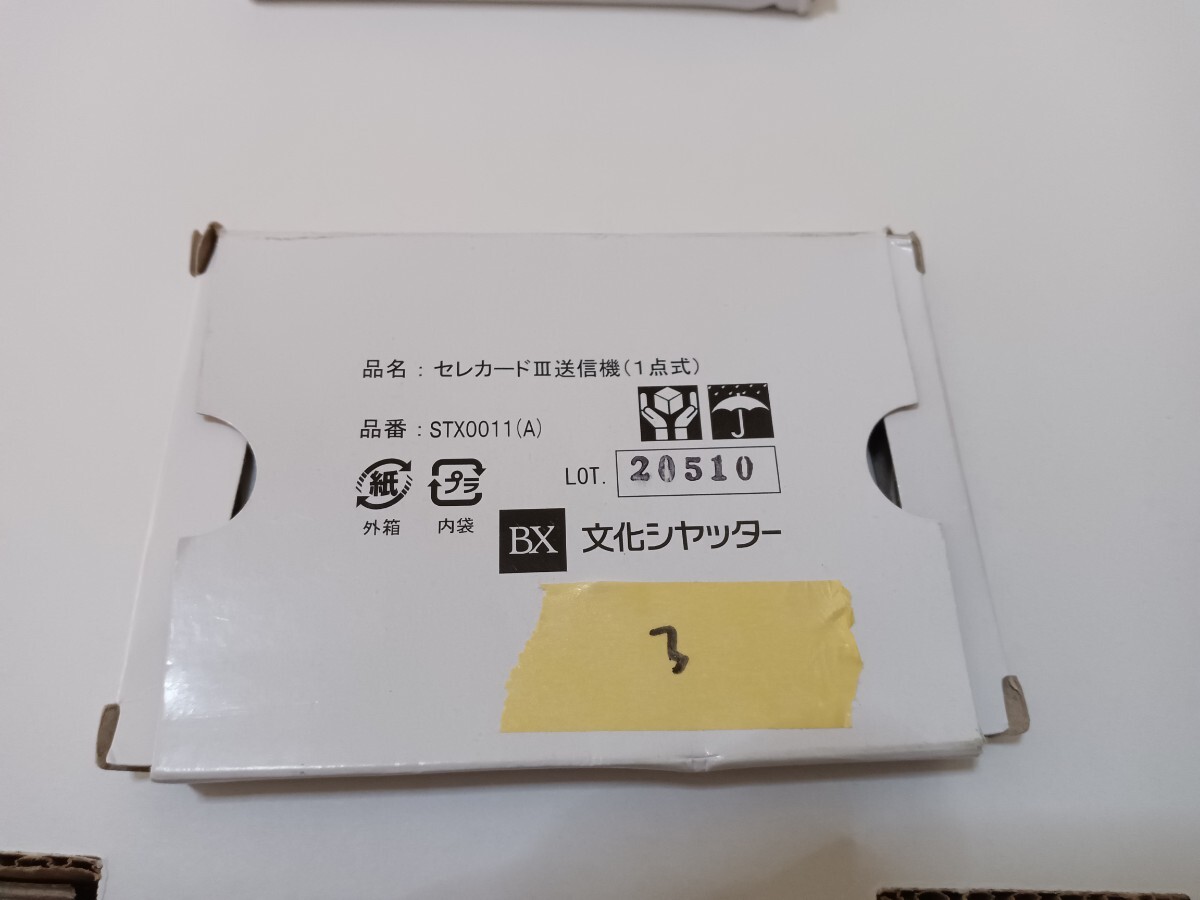 品名:セレカードⅢ送信機(1点式)
品番:STX0011(A)
紙
外箱
プラ
内袋
LOT. 20510
BX 文化シヤッター
3